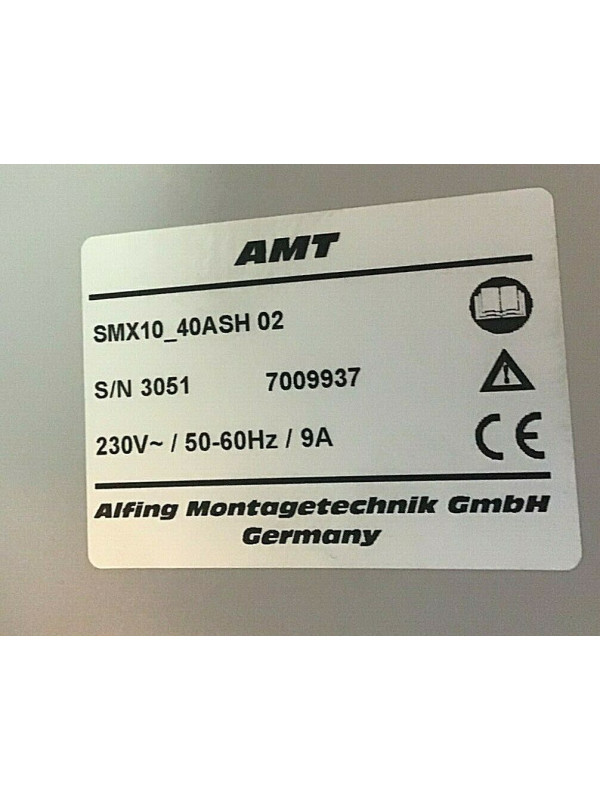 AMT
SMX10_40ASH 02
S/N 3051 7009937
230V~ / 50-60Hz / 9A
CE
Alfing Montagetechnik GmbH
Germany